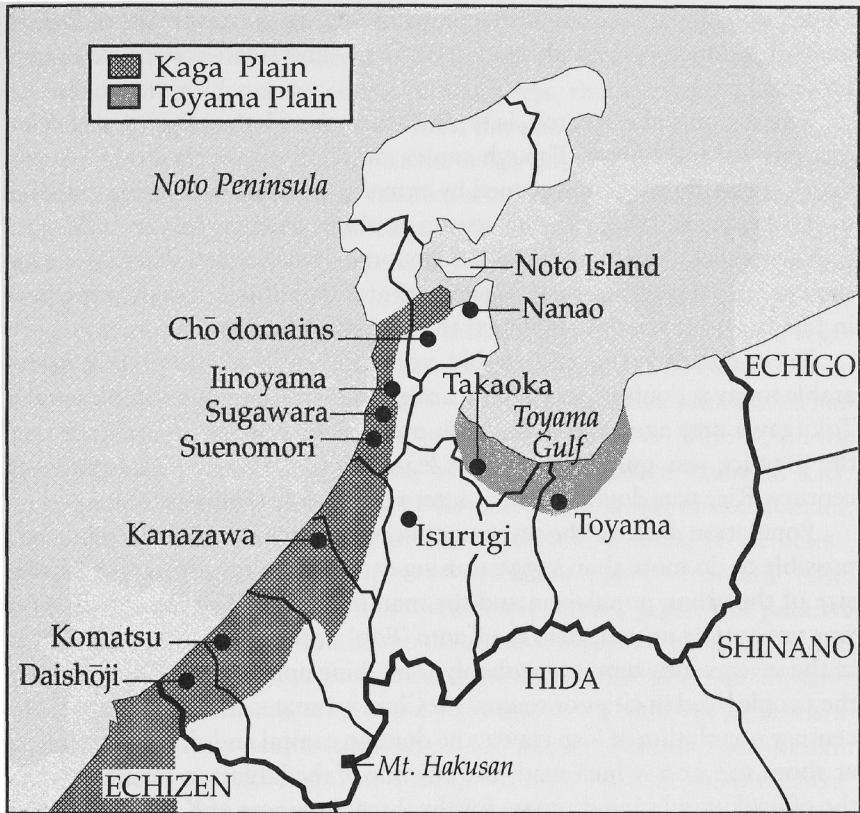 Kaga Plain
Toyama Plain
Noto Peninsula
Noto Island
Nanao
Chō domains
Iinoyama
Sugawara
Suenomori
Takaoka
Toyama
Gulf
ECHIGO
Kanazawa
Isurugi
Toyama
Komatsu
Daishōji
SHINANO
HIDA
Mt. Hakusan
ECHIZEN